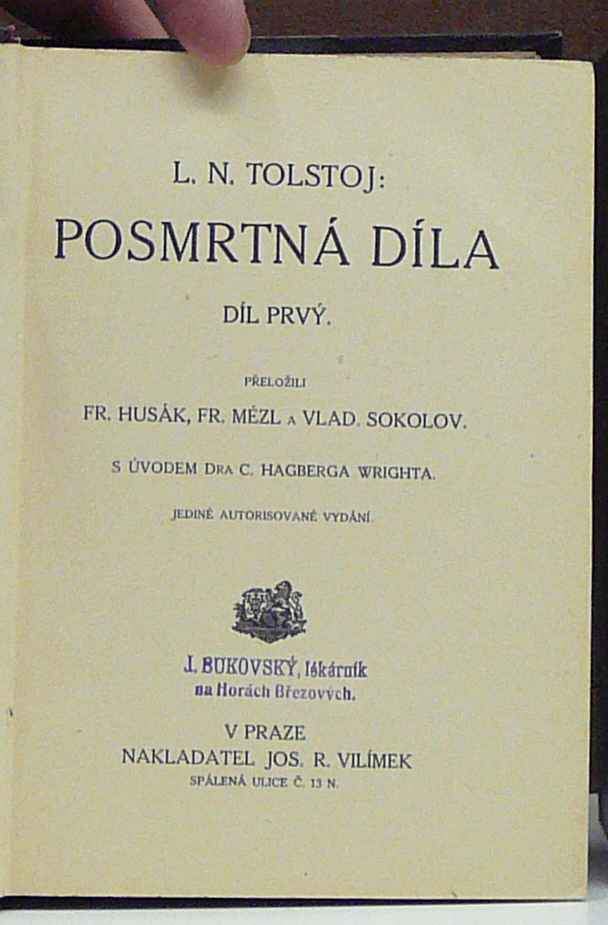 L. N. TOLSTOJ:
POSMRTNÁ DÍLA
DÍL PRVÝ.
PŘELOŽILI
FR. HUSÁK, FR. MÉZL A VLAD. SOKOLOV.
S ÚVODEM DRA C. HAGBERGA WRIGHTA.
JEDINÉ AUTORISOVANÉ VYDÁNÍ.
J. BUKOVSKÝ, lékárník
na Horách Březových.
V PRAZE
NAKLADATEL JOS. R. VILÍMEK
SPÁLENÁ ULICE Č. 13 N.